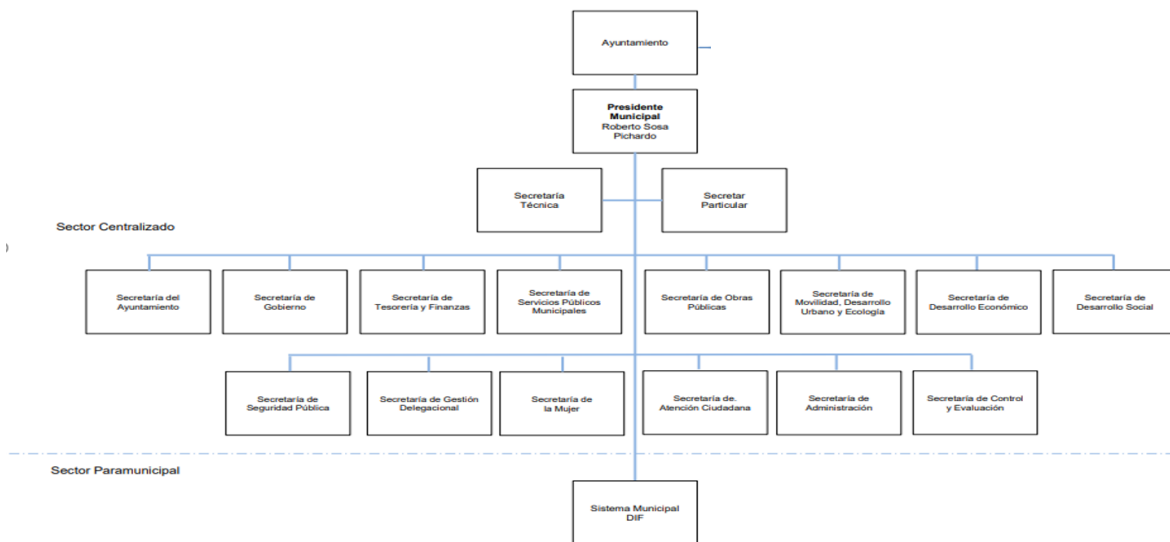 Ayuntamiento
Presidente
Municipal
Roberto Sosa
Pichardo
Secretaría
Técnica
Secretar
Particular
Sector Centralizado
)
Secretaría del
Ayuntamiento
Secretaría de
Gobierno
Secretaría de
Tesorería y Finanzas
Secretaría de
Servicios Públicos
Municipales
Secretaría de Obras
Públicas
Secretaría de
Movilidad, Desarrollo
Urbano y Ecología
Secretaría de
Desarrollo Económico
Secretaría de
Desarrollo Social
Secretaría de
Seguridad Pública
Secretaría de Gestión
Delegacional
Secretaría de
la Mujer
Secretaría de.
Atención Ciudadana
Secretaría de
Administración
Secretaría de Control
y Evaluación
Sector Paramunicipal
Sistema Municipal
DIF